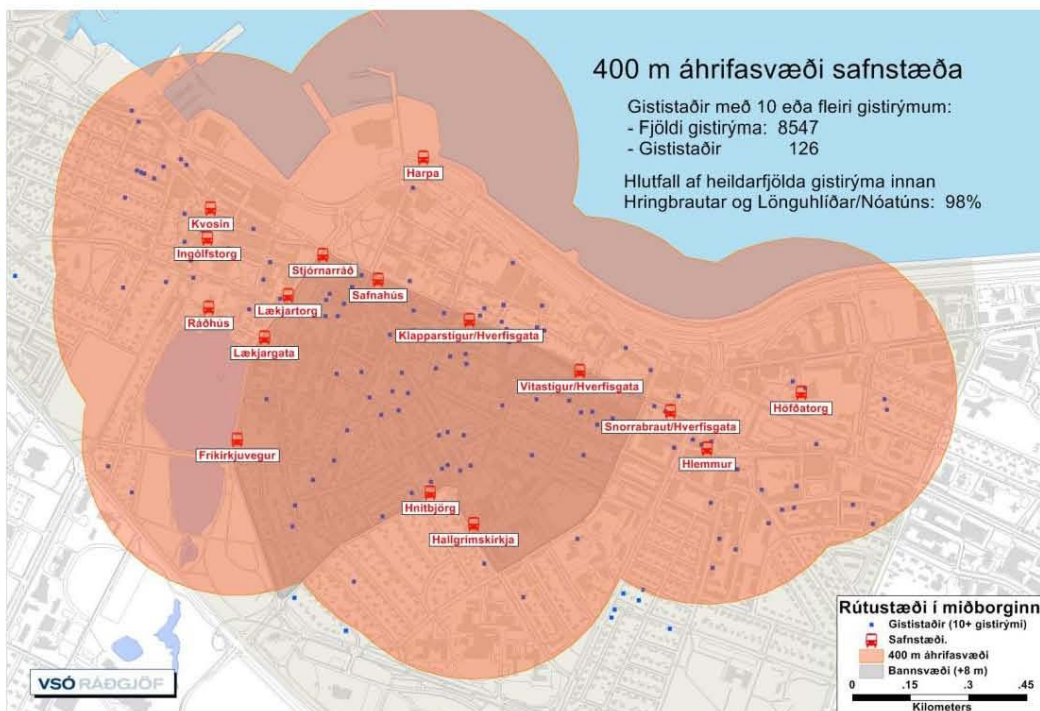 400 m áhrifasvæði safnstæða
Gististaðir með 10 eða fleiri gistirýmum:
- Fjöldi gistirýma: 8547
- Gististaðir 126
Hlutfall af heildarfjölda gistirýma innan
Hringbrautar og Lönguhlíðar/Nóatúns: 98%
Harpa
Kvosin
Ingólfstorg
Stjórnarráð
Safnahús
Lækjartorg
Ráðhús
Klapparstigur/Hverfisgata
Lækjargata
Vitastigur/Hverfisgata
Höfðatorg
Snorrabraut/Hverfisgata
Fríkirkjuvegur
Hlemmur
Hnitbjörg
Hallgrímskirkja
Rútustæði í miðborginn
Gististaðir (10+ gistirými)
Safnstæði.
400 m áhrifasvæði
Bannsvæði (+8 m)
0 .15 .3 .45
Kilometers
VSÓ RÁÐGJÖF